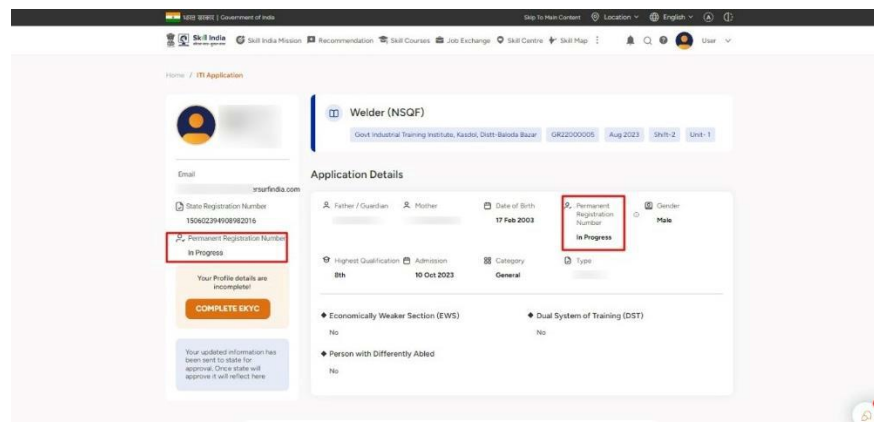 भारत सरकार | Government of India
Skip To Main Content
Location
English
Skill India
Skill India Mission
Recommendation
Skill Courses
Job Exchange
Skill Centre
Skill Map
User
Home / ITI Application
Welder (NSQF)
Govt Industrial Training Institute, Kasdol, Distt-Baloda Bazar
GR22000005
Aug 2023
Shift-2
Unit- 1
Email
State Registration Number
150602394908982016
Permanent Registration Number
In Progress
Your Profile details are
incomplete!
COMPLETE EKYC
Your updated information has
been sent to state for
approval. Once state will
approve it will reflect here
Application Details
Father / Guardian
Mother
Date of Birth
17 Feb 2003
Permanent
Registration
Number
In Progress
Gender
Male
Highest Qualification
8th
Admission
10 Oct 2023
Category
General
Type
Economically Weaker Section (EWS)
No
Dual System of Training (DST)
No
Person with Differently Abled
No